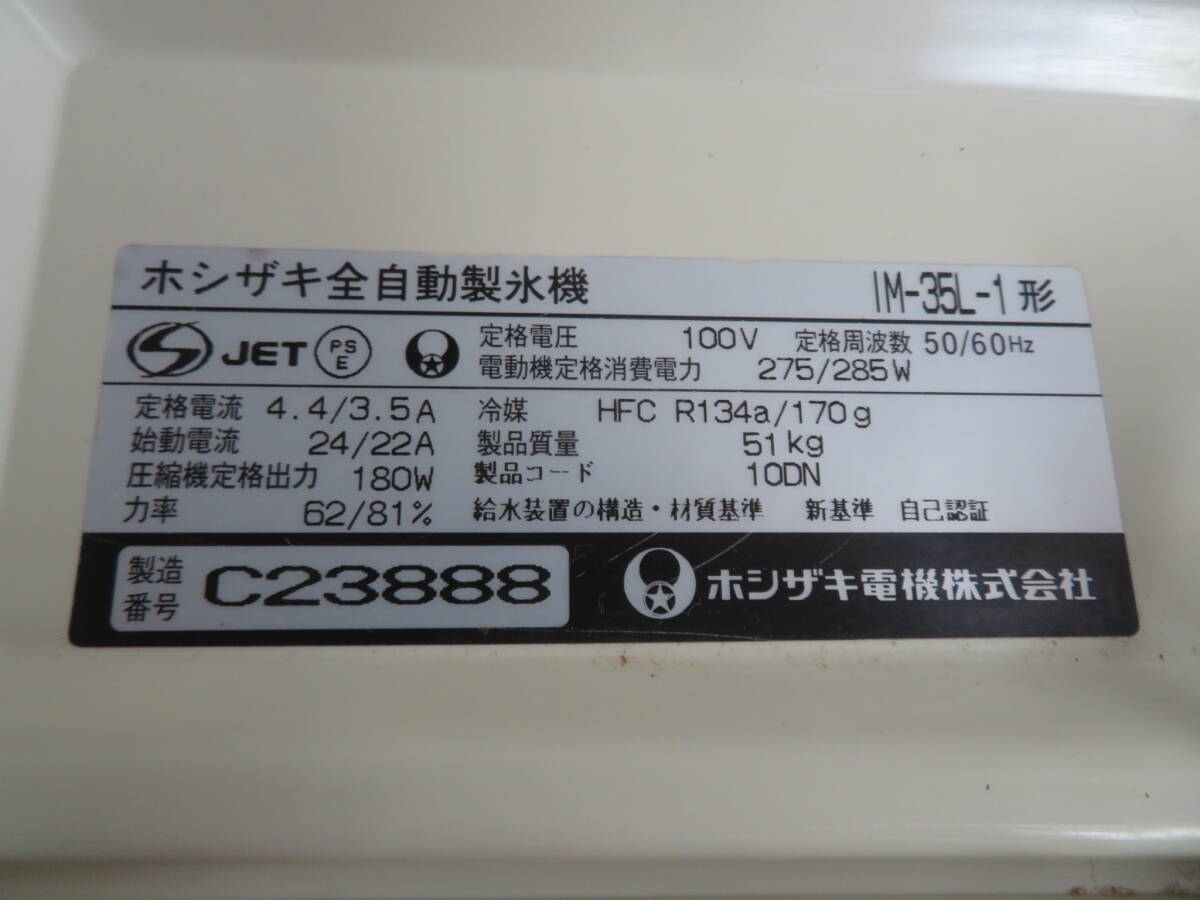 ホシザキ全自動製氷機 IM-35L-1形
JET PS E 定格電圧 100V 定格周波数 50/60Hz
電動機定格消費電力 275/285W
定格電流 4.4/3.5A 冷媒 HFC R134a/170g
始動電流 24/22A 製品質量 51kg
圧縮機定格出力 180W 製品コード 10DN
力率 62/81% 給水装置の構造・材質基準 新基準 自己認証
製造番号 C23888 ホシザキ電機株式会社